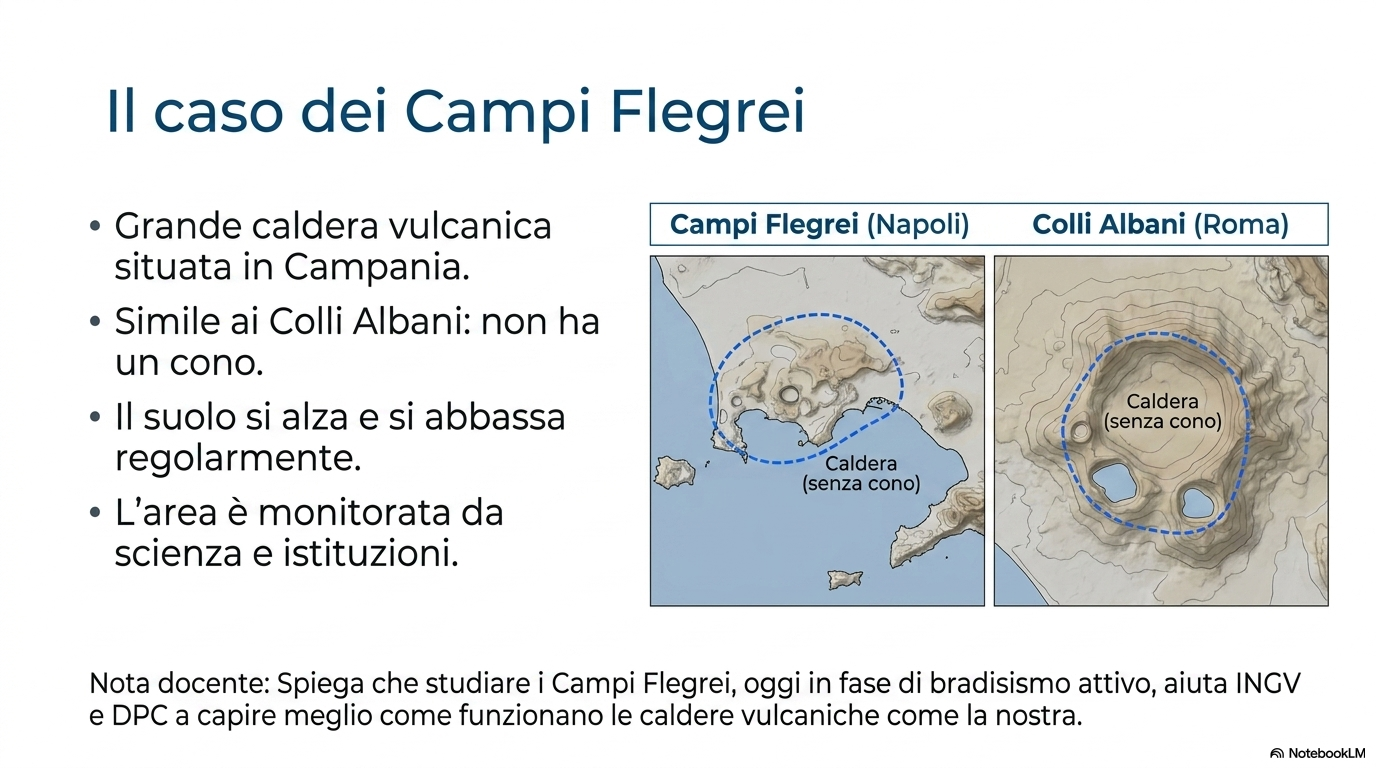 Il caso dei Campi Flegrei
• Grande caldera vulcanica
situata in Campania.
• Simile ai Colli Albani: non ha
un cono.
• Il suolo si alza e si abbassa
regolarmente.
• L’area è monitorata da
scienza e istituzioni.
Campi Flegrei (Napoli)
Colli Albani (Roma)
Caldera
(senza cono)
Caldera
(senza cono)
Nota docente: Spiega che studiare i Campi Flegrei, oggi in fase di bradisismo attivo, aiuta INGV
e DPC a capire meglio come funzionano le caldere vulcaniche come la nostra.
NotebookLM